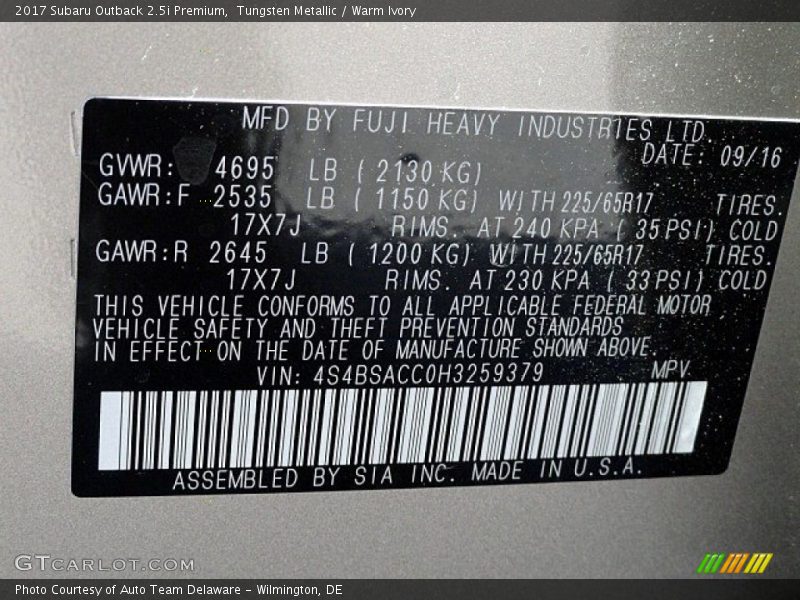 2017 Subaru Outback 2.5i Premium,  Tungsten Metallic / Warm Ivory
MFD BY FUJI HEAVY INDUSTRIES LTD.
DATE: 09/16
GVWR: 4695 LB (2130 KG)
GAWR:F 2535 LB (1150 KG) WITH 225/65R17 TIRES.
17X7J RIMS. AT 240 KPA (35 PSI) COLD
GAWR:R 2645 LB (1200 KG) WITH 225/65R17 TIRES.
17X7J RIMS. AT 230 KPA (33 PSI) COLD
THIS VEHICLE CONFORMS TO ALL APPLICABLE FEDERAL MOTOR
VEHICLE SAFETY AND THEFT PREVENTION STANDARDS
IN EFFECT ON THE DATE OF MANUFACTURE SHOWN ABOVE.
VIN: 4S4BSACC0H3259379 MPV
ASSEMBLED BY SIA INC. MADE IN U.S.A.
GTCARLOT.COM
Photo Courtesy of Auto Team Delaware - Wilmington, DE